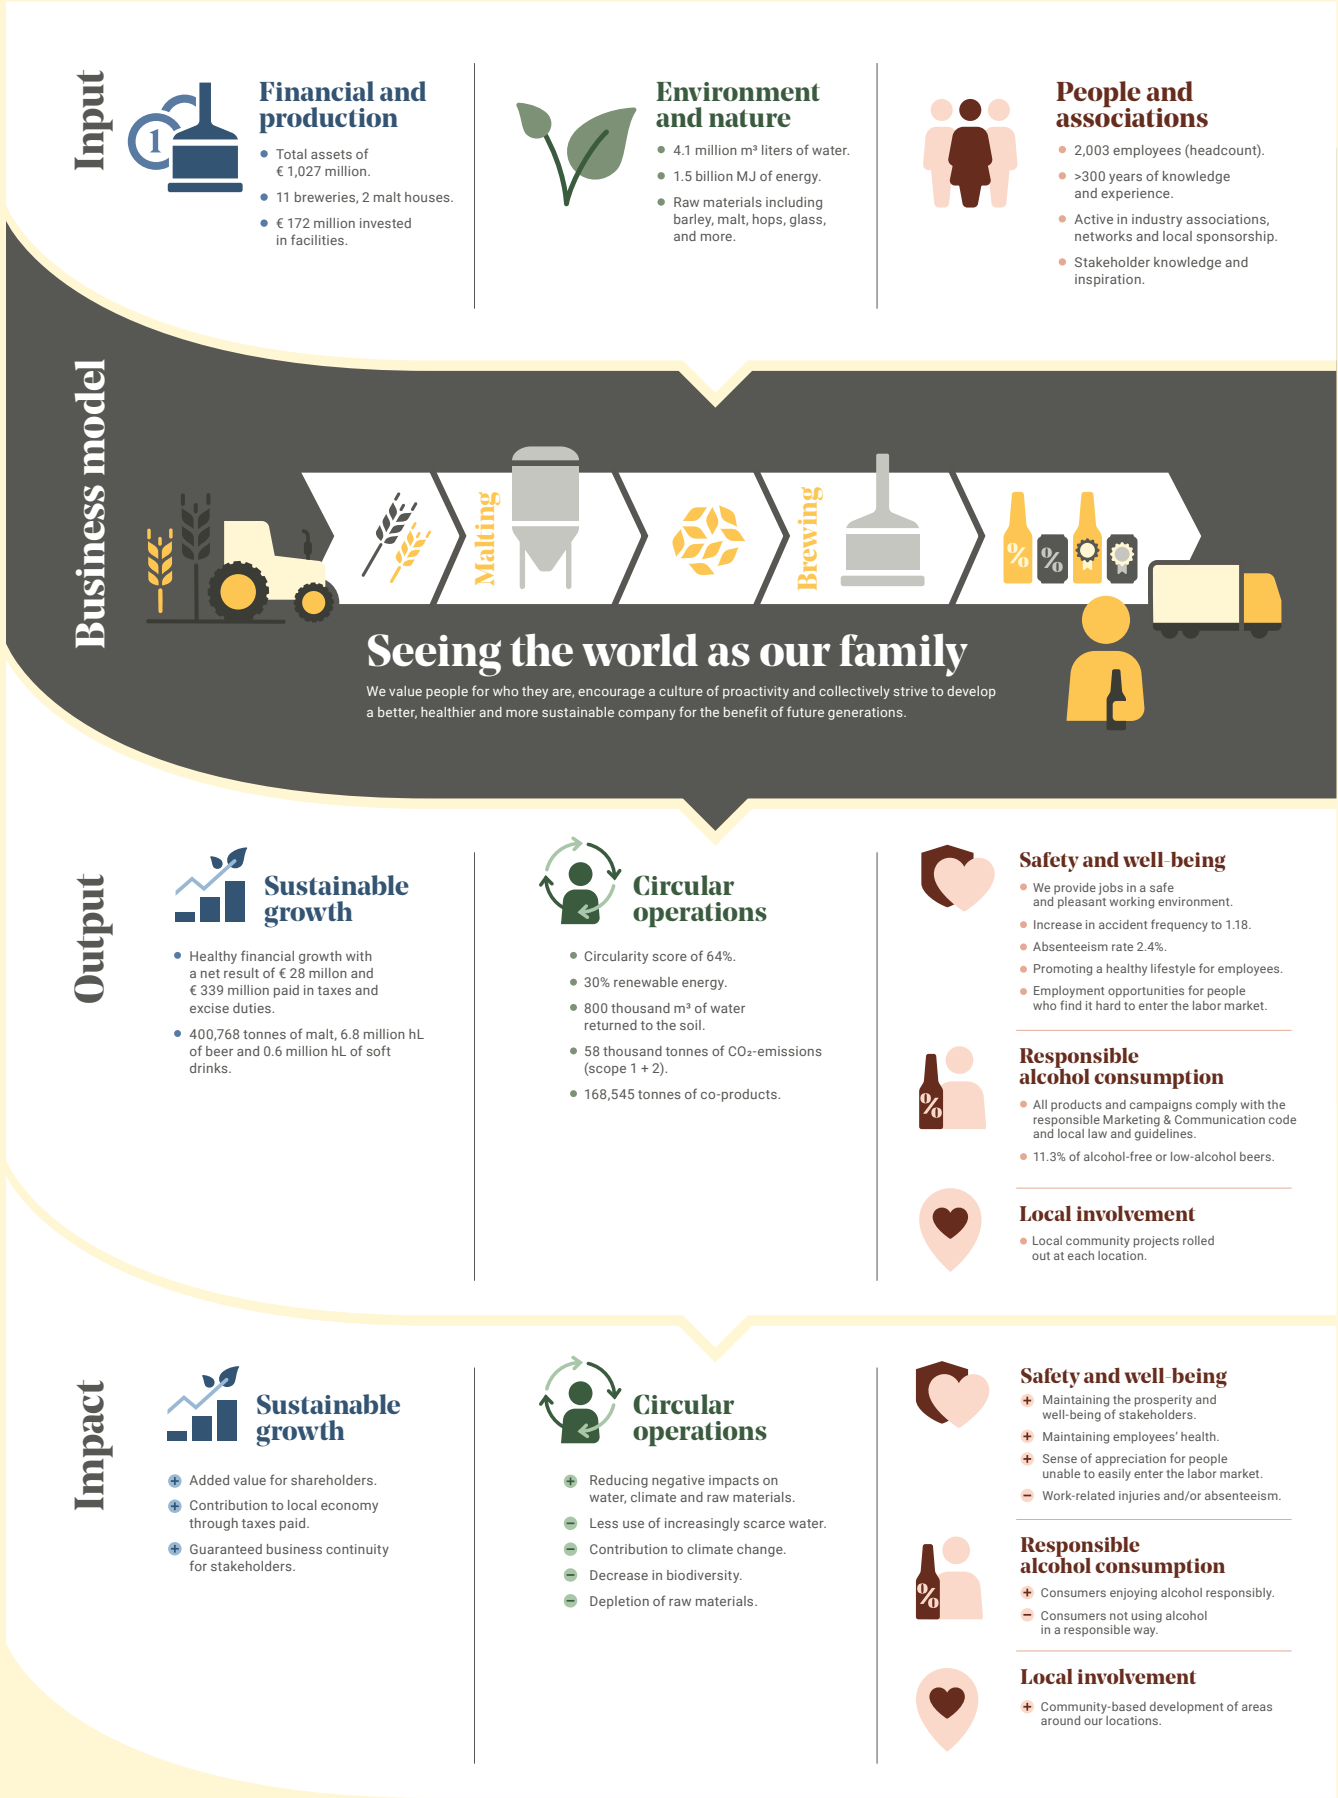 Input
Financial and
production
Total assets of
€ 1,027 million.
11 breweries, 2 malt houses.
€ 172 million invested
in facilities.
1
Environment
and nature
4.1 million m³ liters of water.
1.5 billion MJ of energy.
Raw materials including
barley, malt, hops, glass,
and more.
People and
associations
2,003 employees (headcount).
>300 years of knowledge
and experience.
Active in industry associations,
networks and local sponsorship.
Stakeholder knowledge and
inspiration.
Business model
Malting
Brewing
%
%
Seeing the world as our family
We value people for who they are, encourage a culture of proactivity and collectively strive to develop
a better, healthier and more sustainable company for the benefit of future generations.
Output
Sustainable
growth
Healthy financial growth with
a net result of € 28 millon and
€ 339 million paid in taxes and
excise duties.
400,768 tonnes of malt, 6.8 million hL
of beer and 0.6 million hL of soft
drinks.
Circular
operations
Circularity score of 64%.
30% renewable energy.
800 thousand m³ of water
returned to the soil.
58 thousand tonnes of CO₂-emissions
(scope 1 + 2).
168,545 tonnes of co-products.
Safety and well-being
We provide jobs in a safe
and pleasant working environment.
Increase in accident frequency to 1.18.
Absenteeism rate 2.4%.
Promoting a healthy lifestyle for employees.
Employment opportunities for people
who find it hard to enter the labor market.
%
Responsible
alcohol consumption
All products and campaigns comply with the
responsible Marketing & Communication code
and local law and guidelines.
11.3% of alcohol-free or low-alcohol beers.
Local involvement
Local community projects rolled
out at each location.
Impact
Sustainable
growth
+ Added value for shareholders.
+ Contribution to local economy
through taxes paid.
+ Guaranteed business continuity
for stakeholders.
Circular
operations
+ Reducing negative impacts on
water, climate and raw materials.
− Less use of increasingly scarce water.
− Contribution to climate change.
− Decrease in biodiversity.
− Depletion of raw materials.
Safety and well-being
+ Maintaining the prosperity and
well-being of stakeholders.
+ Maintaining employees’ health.
+ Sense of appreciation for people
unable to easily enter the labor market.
− Work-related injuries and/or absenteeism.
%
Responsible
alcohol consumption
+ Consumers enjoying alcohol responsibly.
− Consumers not using alcohol
in a responsible way.
Local involvement
+ Community-based development of areas
around our locations.